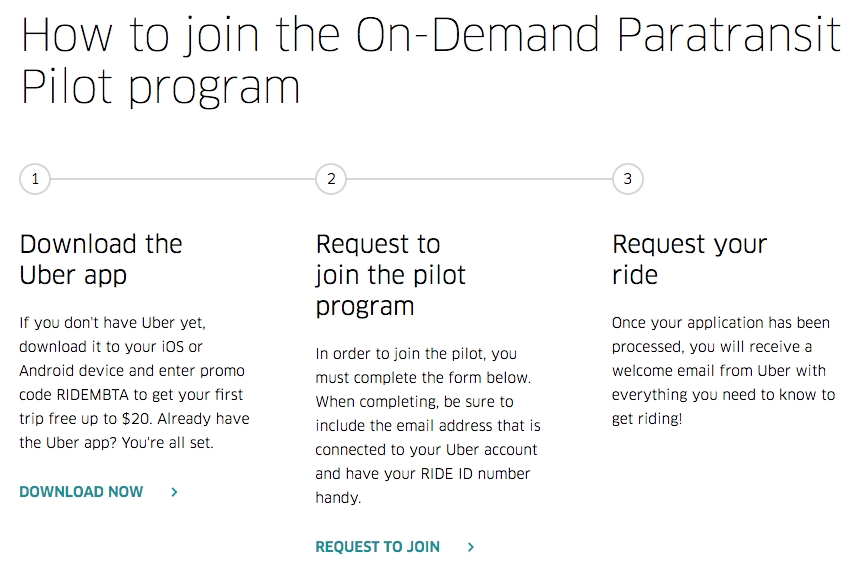 How to join the On-Demand Paratransit
Pilot program
1
2
3
Download the
Uber app
If you don't have Uber yet,
download it to your iOS or
Android device and enter promo
code RIDEMBTA to get your first
trip free up to $20. Already have
the Uber app? You're all set.
DOWNLOAD NOW >
Request to
join the pilot
program
In order to join the pilot, you
must complete the form below.
When completing, be sure to
include the email address that is
connected to your Uber account
and have your RIDE ID number
handy.
REQUEST TO JOIN >
Request your
ride
Once your application has been
processed, you will receive a
welcome email from Uber with
everything you need to know to
get riding!